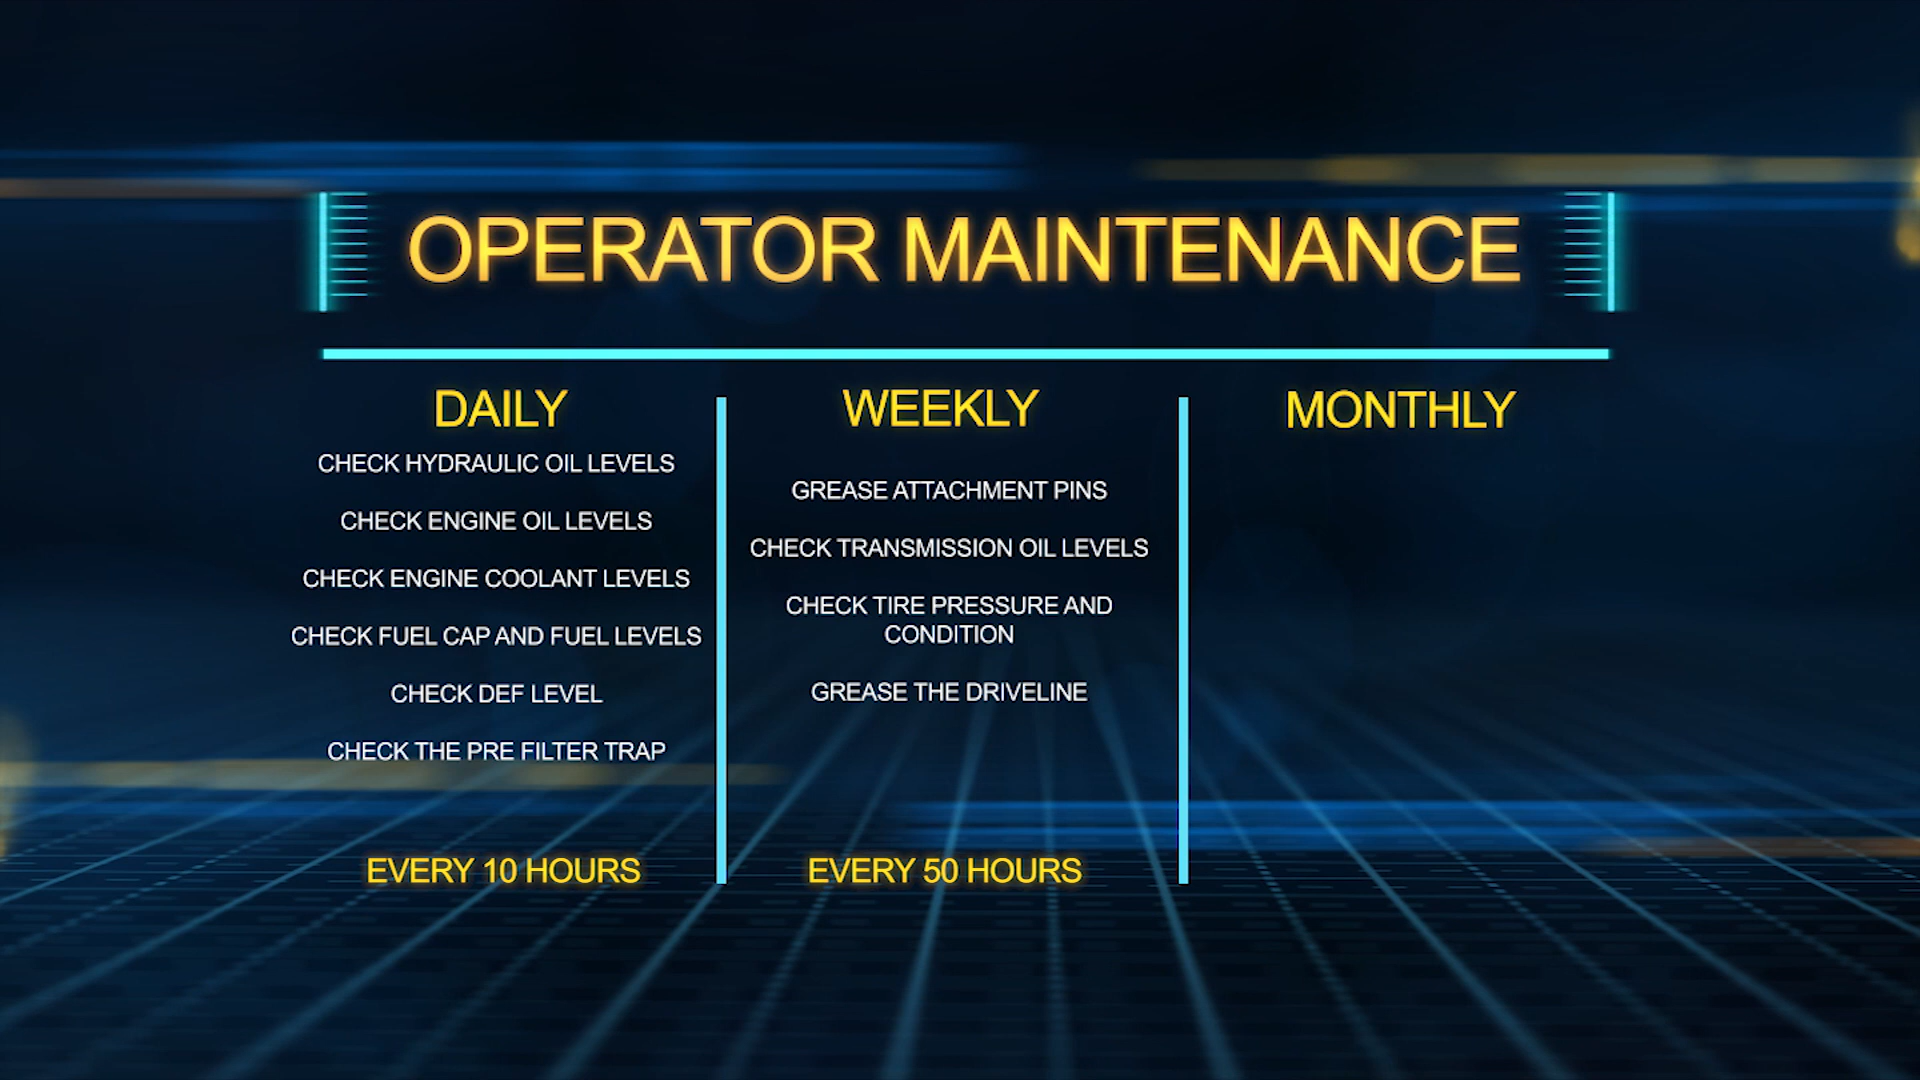 OPERATOR MAINTENANCE
DAILY
CHECK HYDRAULIC OIL LEVELS
CHECK ENGINE OIL LEVELS
CHECK ENGINE COOLANT LEVELS
CHECK FUEL CAP AND FUEL LEVELS
CHECK DEF LEVEL
CHECK THE PRE FILTER TRAP
EVERY 10 HOURS
WEEKLY
GREASE ATTACHMENT PINS
CHECK TRANSMISSION OIL LEVELS
CHECK TIRE PRESSURE AND
CONDITION
GREASE THE DRIVELINE
EVERY 50 HOURS
MONTHLY